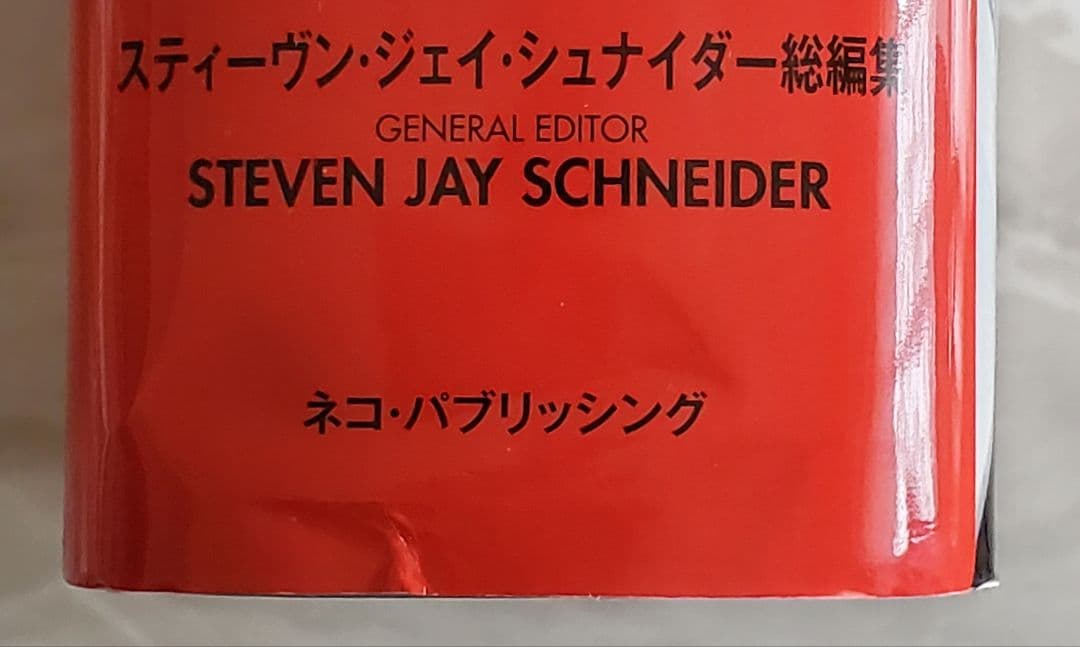 スティーヴン・ジェイ・シュナイダー総編集
GENERAL EDITOR
STEVEN JAY SCHNEIDER
ネコ・パブリッシング